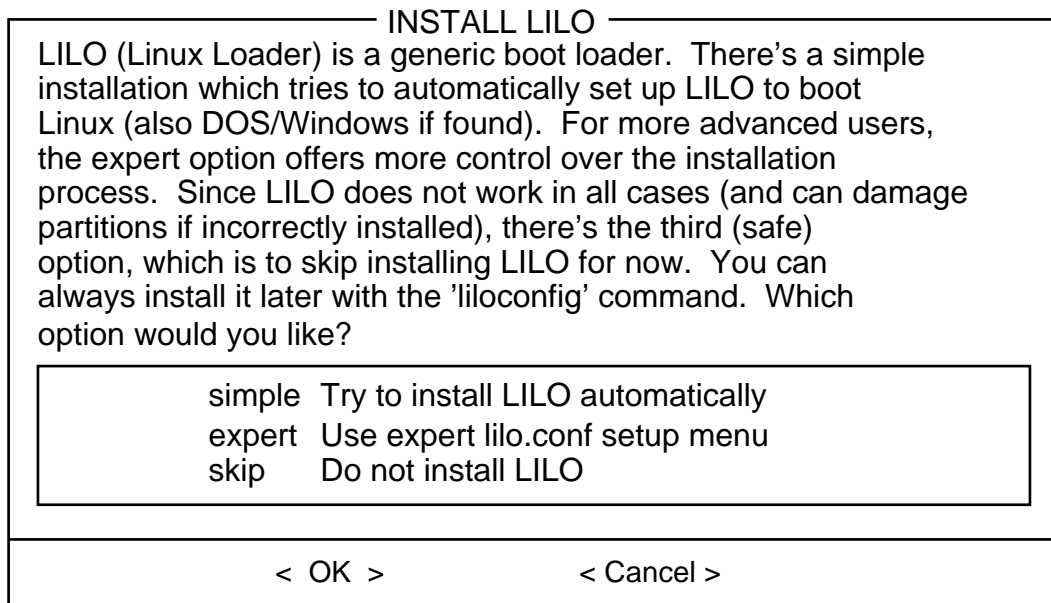 INSTALL LILO
LILO (Linux Loader) is a generic boot loader.  There’s a simple
installation which tries to automatically set up LILO to boot
Linux (also DOS/Windows if found).  For more advanced users,
the expert option offers more control over the installation
process.  Since LILO does not work in all cases (and can damage
partitions if incorrectly installed), there’s the third (safe)
option, which is to skip installing LILO for now.  You can
always install it later with the ’liloconfig’ command.  Which
option would you like?
simple  Try to install LILO automatically
expert  Use expert lilo.conf setup menu
skip  Do not install LILO
<  OK  >  < Cancel >